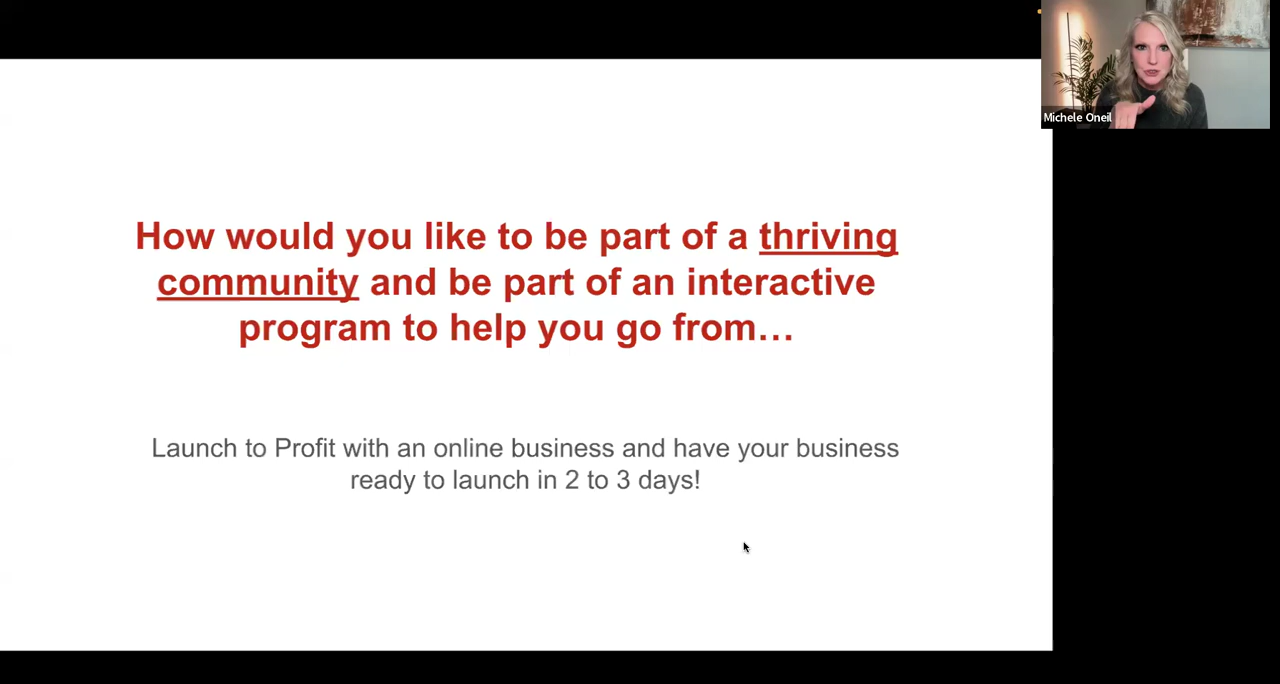 Michele Oneil
How would you like to be part of a thriving
community and be part of an interactive
program to help you go from…
Launch to Profit with an online business and have your business
ready to launch in 2 to 3 days!